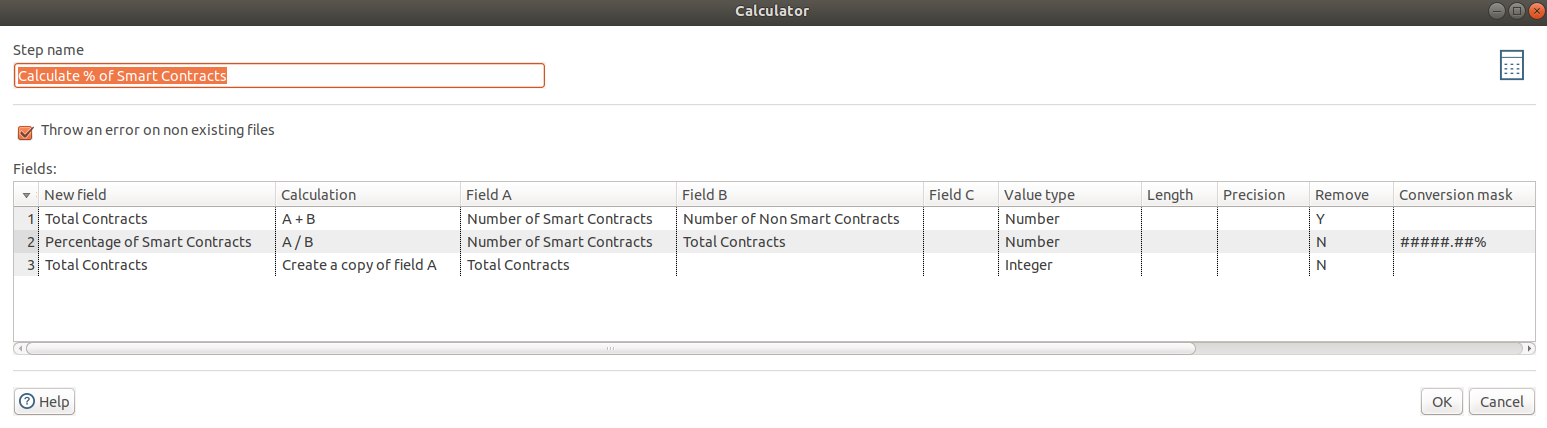 Calculator
Step name
Calculate % of Smart Contracts
Throw an error on non existing files
Fields:
New field Calculation Field A Field B Field C Value type Length Precision Remove Conversion mask
1 Total Contracts A + B Number of Smart Contracts Number of Non Smart Contracts Number Y
2 Percentage of Smart Contracts A / B Number of Smart Contracts Total Contracts Number N #####.##%
3 Total Contracts Create a copy of field A Total Contracts Integer N
Help OK Cancel